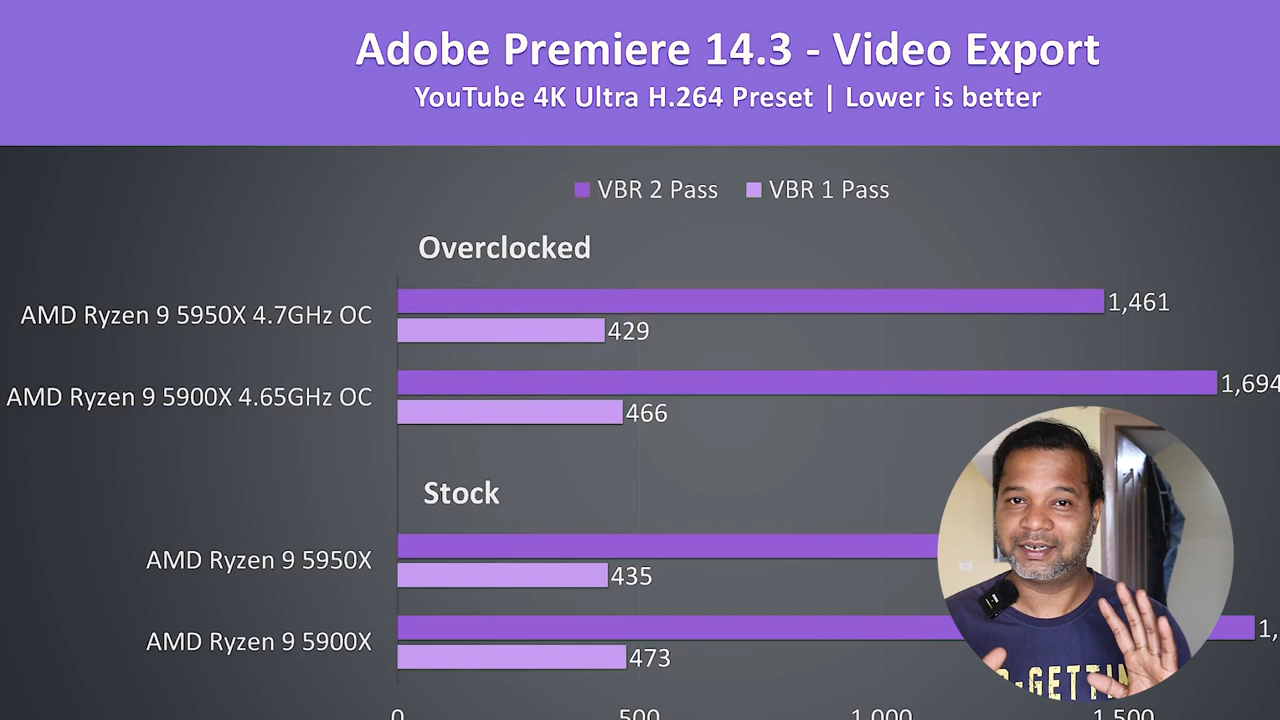 Adobe Premiere 14.3 - Video Export
YouTube 4K Ultra H.264 Preset | Lower is better
VBR 2 Pass VBR 1 Pass
Overclocked
AMD Ryzen 9 5950X 4.7GHz OC 1,461
429
AMD Ryzen 9 5900X 4.65GHz OC 1,694
466
Stock
AMD Ryzen 9 5950X
435
AMD Ryzen 9 5900X
473
0 500 1,000 1,500